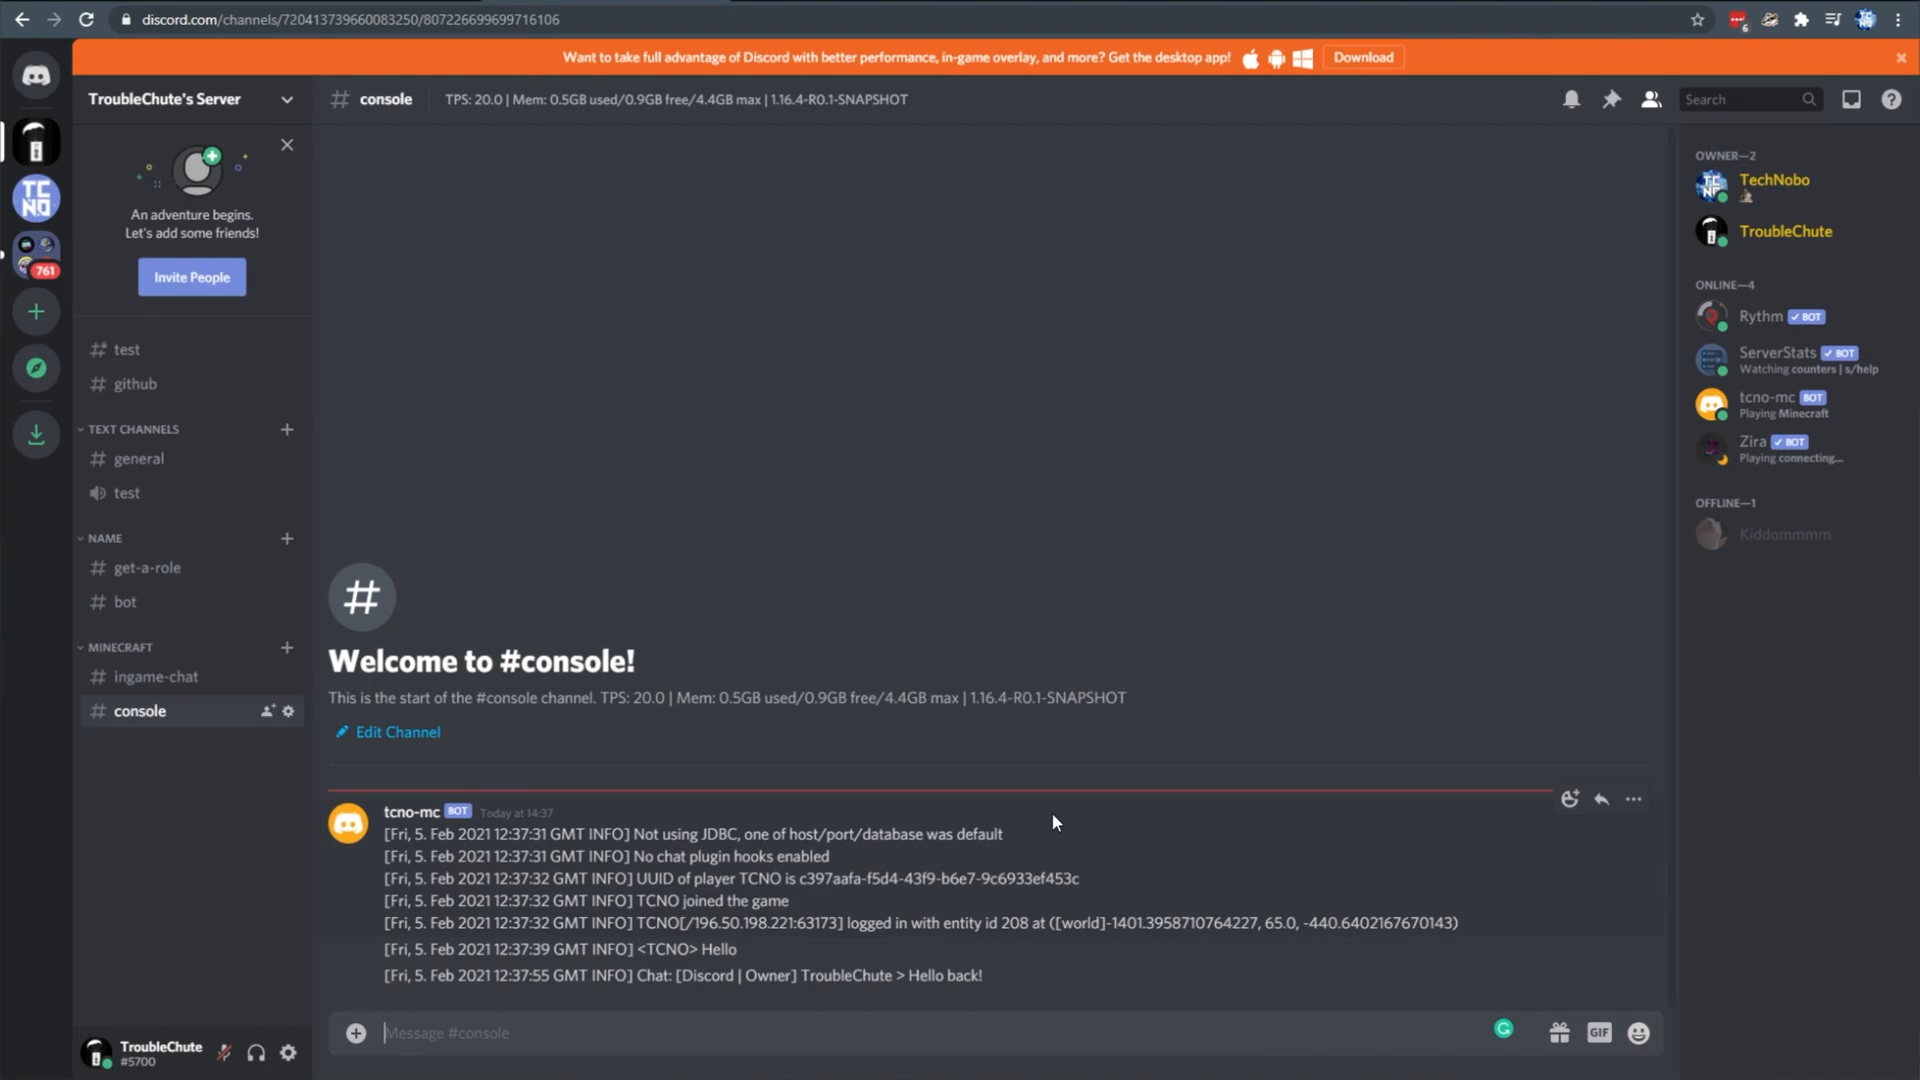 discord.com/channels/720413739660083250/807226699699716106
6
Want to take full advantage of Discord with better performance, in-game overlay, and more? Get the desktop app!
Download
TroubleChute's Server
console
TPS: 20.0 | Mem: 0.5GB used/0.9GB free/4.4GB max | 1.16.4-R0.1-SNAPSHOT
Search
An adventure begins.
Let's add some friends!
Invite People
TC
NO
761
test
github
TEXT CHANNELS
general
test
NAME
get-a-role
bot
MINECRAFT
ingame-chat
console
Welcome to #console!
This is the start of the #console channel. TPS: 20.0 | Mem: 0.5GB used/0.9GB free/4.4GB max | 1.16.4-R0.1-SNAPSHOT
Edit Channel
tcno-mc BOT Today at 14:37
[Fri, 5. Feb 2021 12:37:31 GMT INFO] Not using JDBC, one of host/port/database was default
[Fri, 5. Feb 2021 12:37:31 GMT INFO] No chat plugin hooks enabled
[Fri, 5. Feb 2021 12:37:32 GMT INFO] UUID of player TCNO is c397aafa-f5d4-43f9-b6e7-9c6933ef453c
[Fri, 5. Feb 2021 12:37:32 GMT INFO] TCNO joined the game
[Fri, 5. Feb 2021 12:37:32 GMT INFO] TCNO[/196.50.198.221:63173] logged in with entity id 208 at ([world]-1401.3958710764227, 65.0, -440.6402167670143)
[Fri, 5. Feb 2021 12:37:39 GMT INFO] <TCNO> Hello
[Fri, 5. Feb 2021 12:37:55 GMT INFO] Chat: [Discord | Owner] TroubleChute > Hello back!
Message #console
GIF
TroubleChute
#5700
OWNER—2
TechNobo
TroubleChute
ONLINE—4
Rythm BOT
ServerStats BOT
Watching counters | s/help
tcno-mc BOT
Playing Minecraft
Zira BOT
Playing connecting...
OFFLINE—1
Kiddommmm